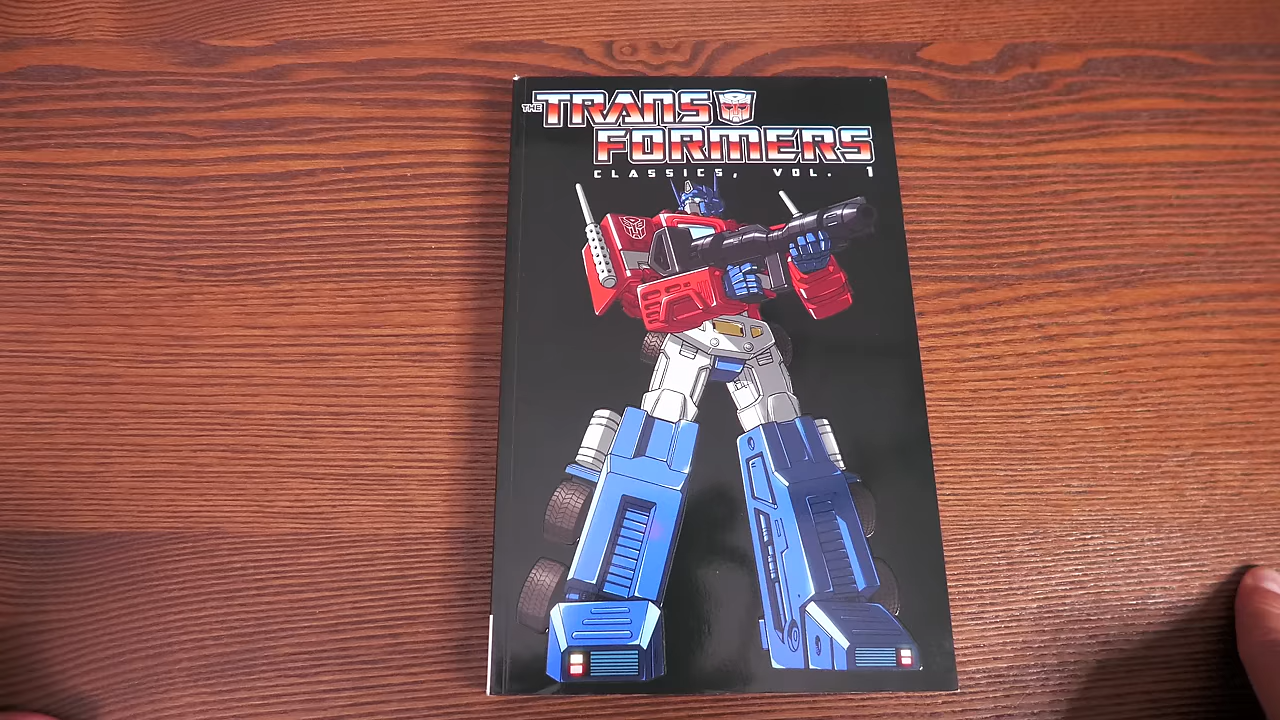 THE TRANS
FORMERS
CLASSICS, VOL. 1